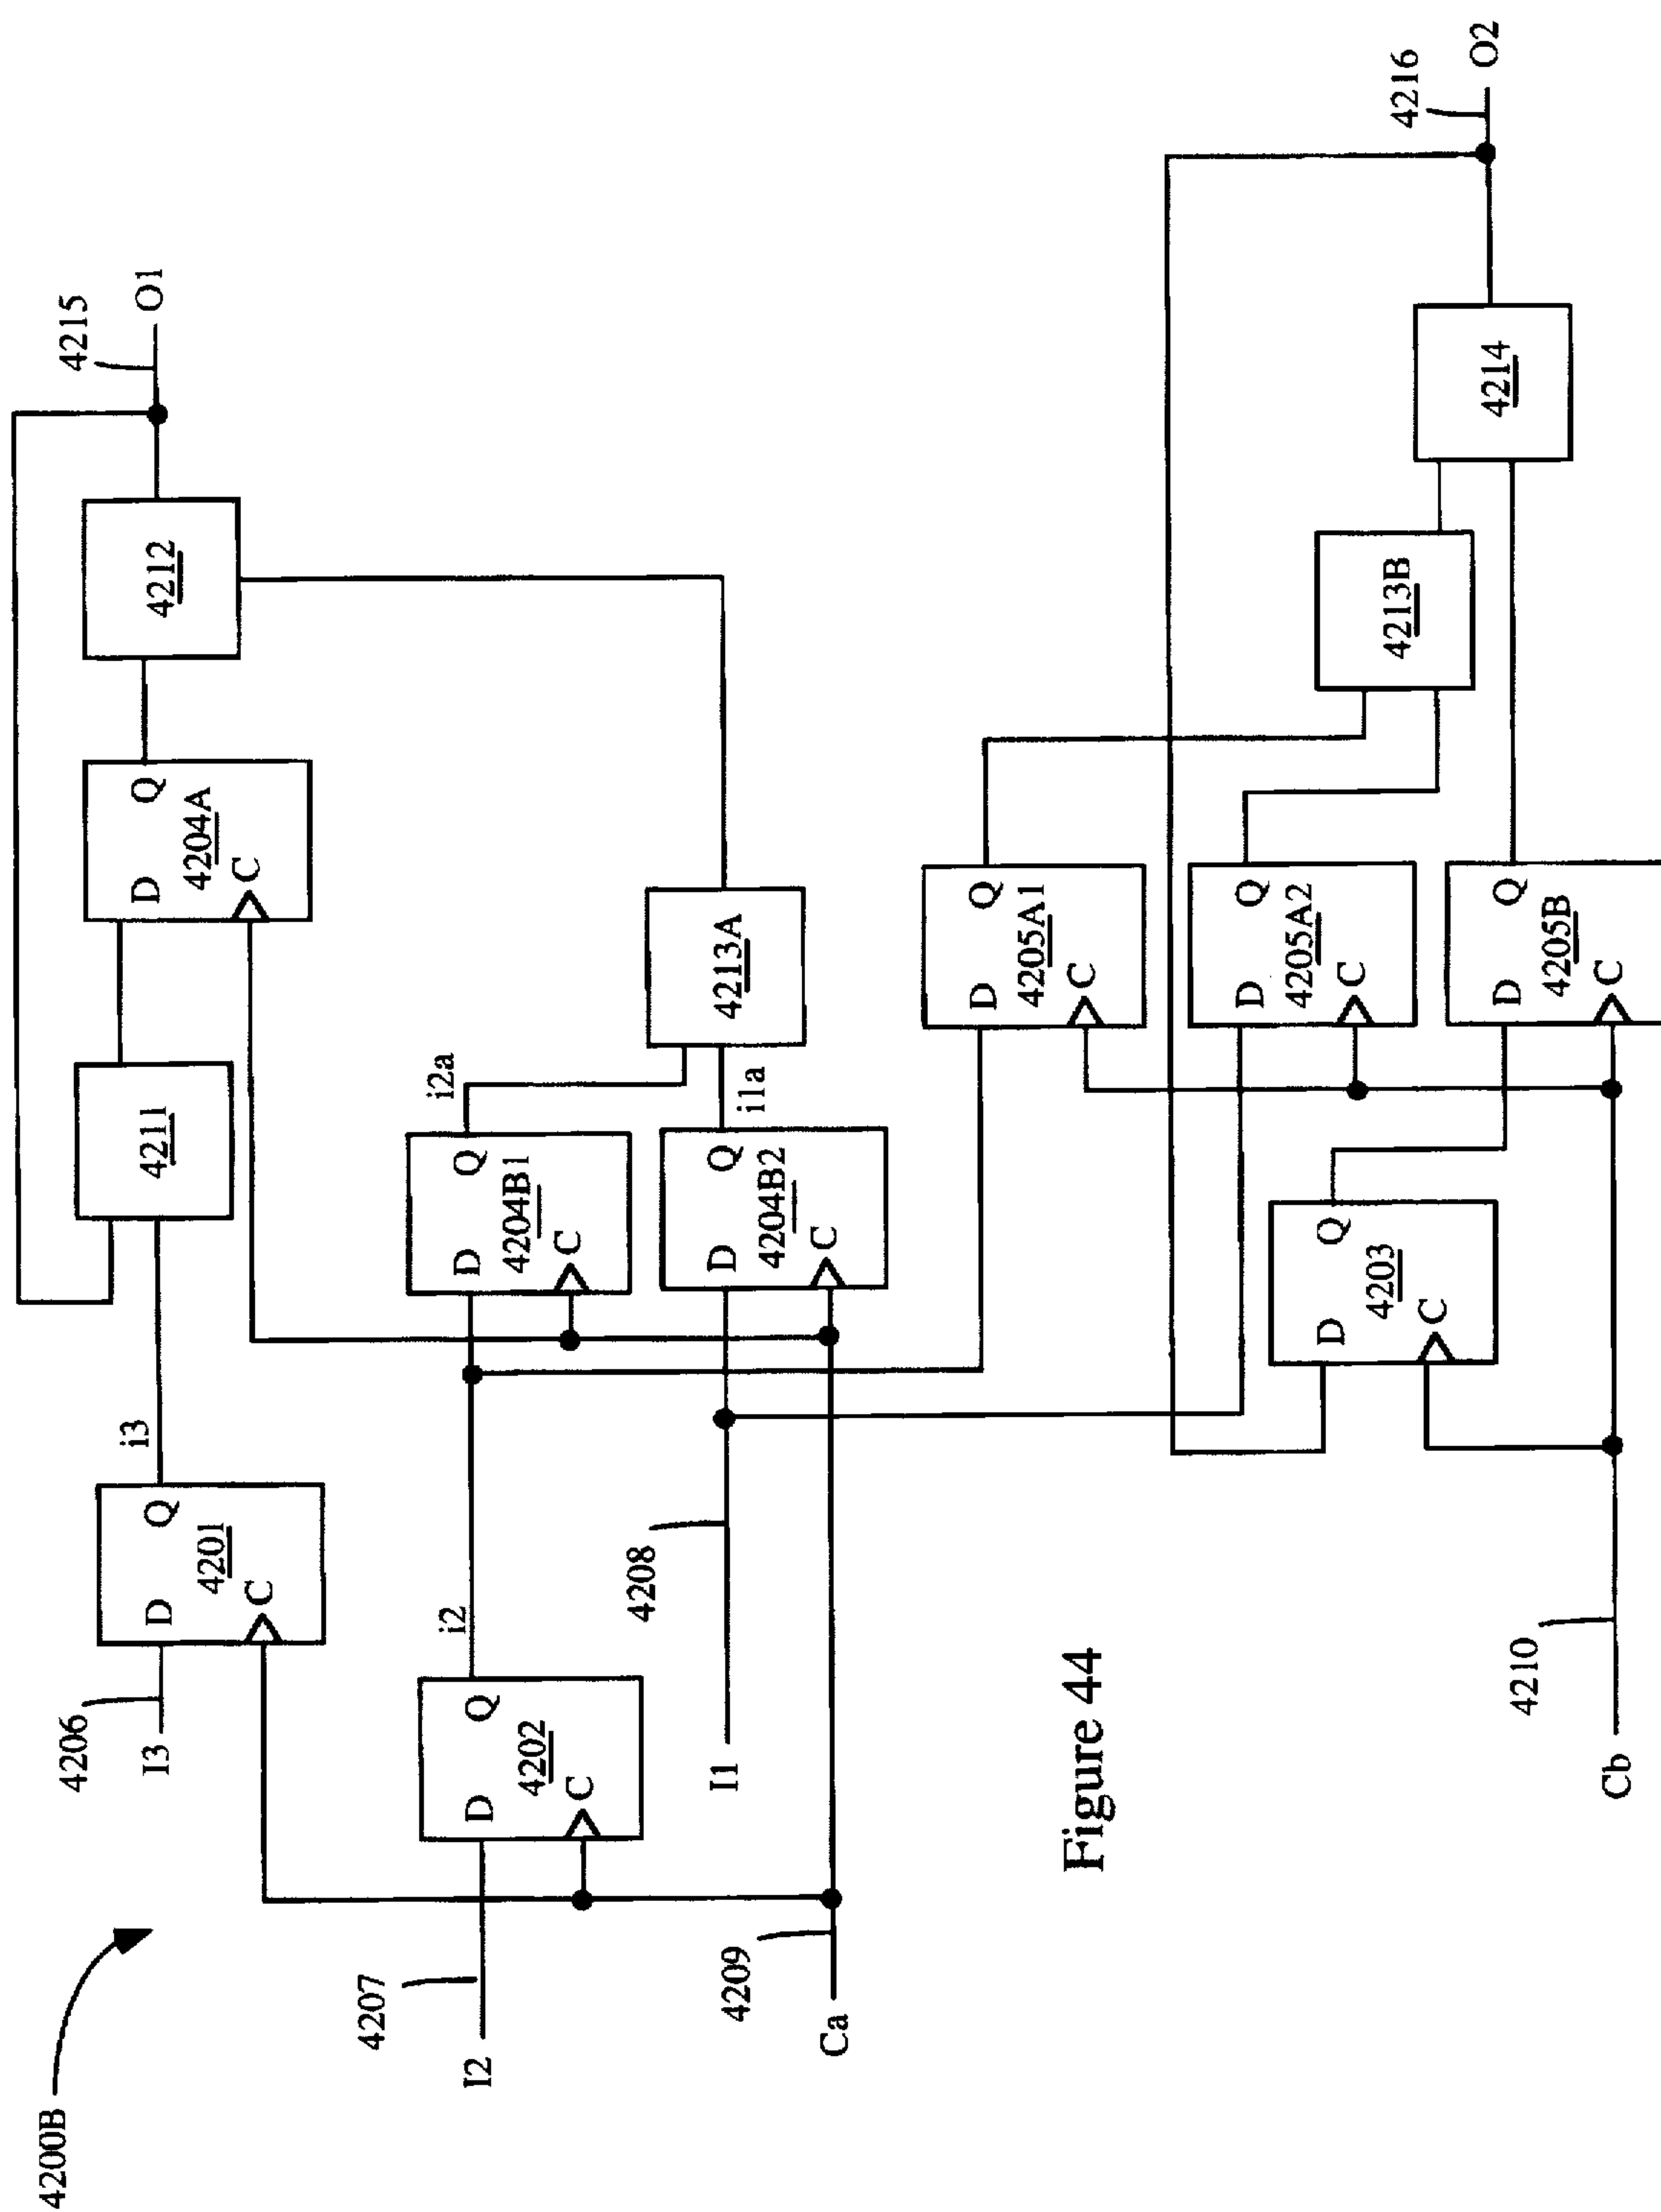 4200B
4206
I3
D
Q
4201
C
i3
4211
D
Q
4204A
C
4212
4215
O1
4207
I2
D
Q
4202
C
i2
D
Q
4204B1
C
i2a
4208
I1
D
Q
4204B2
C
i1a
4213A
4209
Ca
D
Q
4205A1
C
D
Q
4205A2
C
4213B
D
Q
4203
C
D
Q
4205B
C
4214
4216
O2
4210
Cb
Figure 44